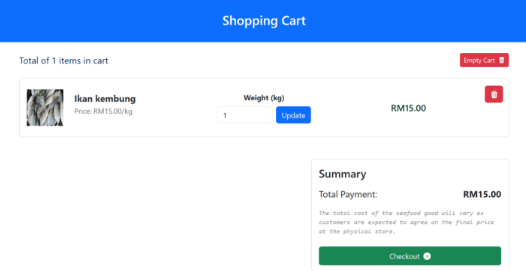 Shopping Cart
Total of 1 items in cart
Empty Cart
Ikan kembung
Price: RM15.00/kg
Weight (kg)
1
Update
RM15.00
Summary
Total Payment:
RM15.00
The total cost of the seafood good will vary as
customers are expected to agree on the final price
at the physical store.
Checkout